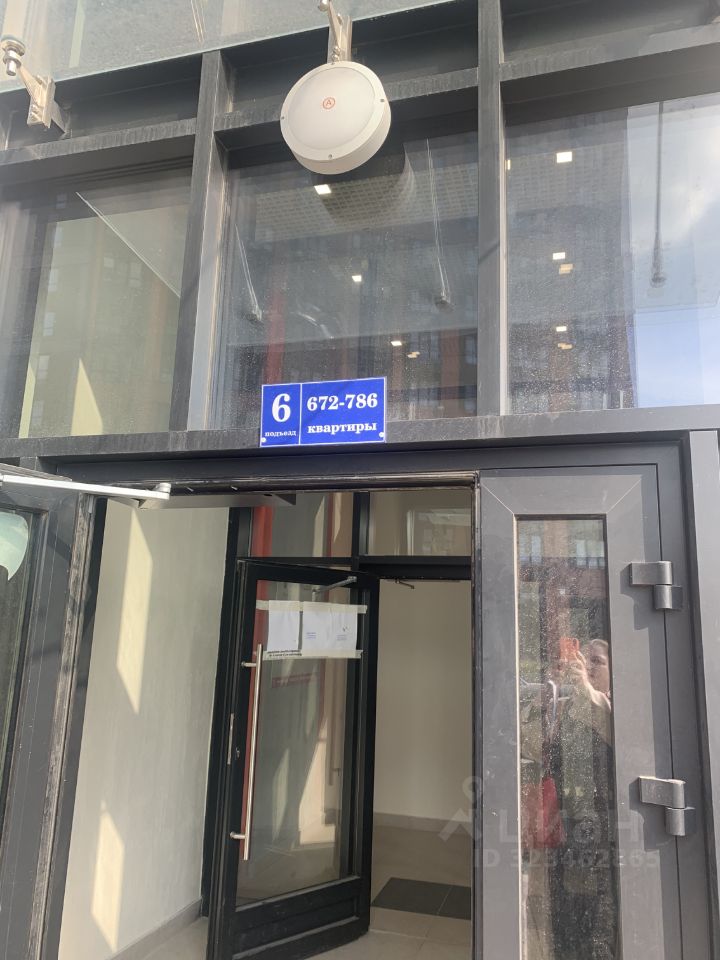 А
6
подъезд
672-786
квартиры
ЦИАН
ID 323462365